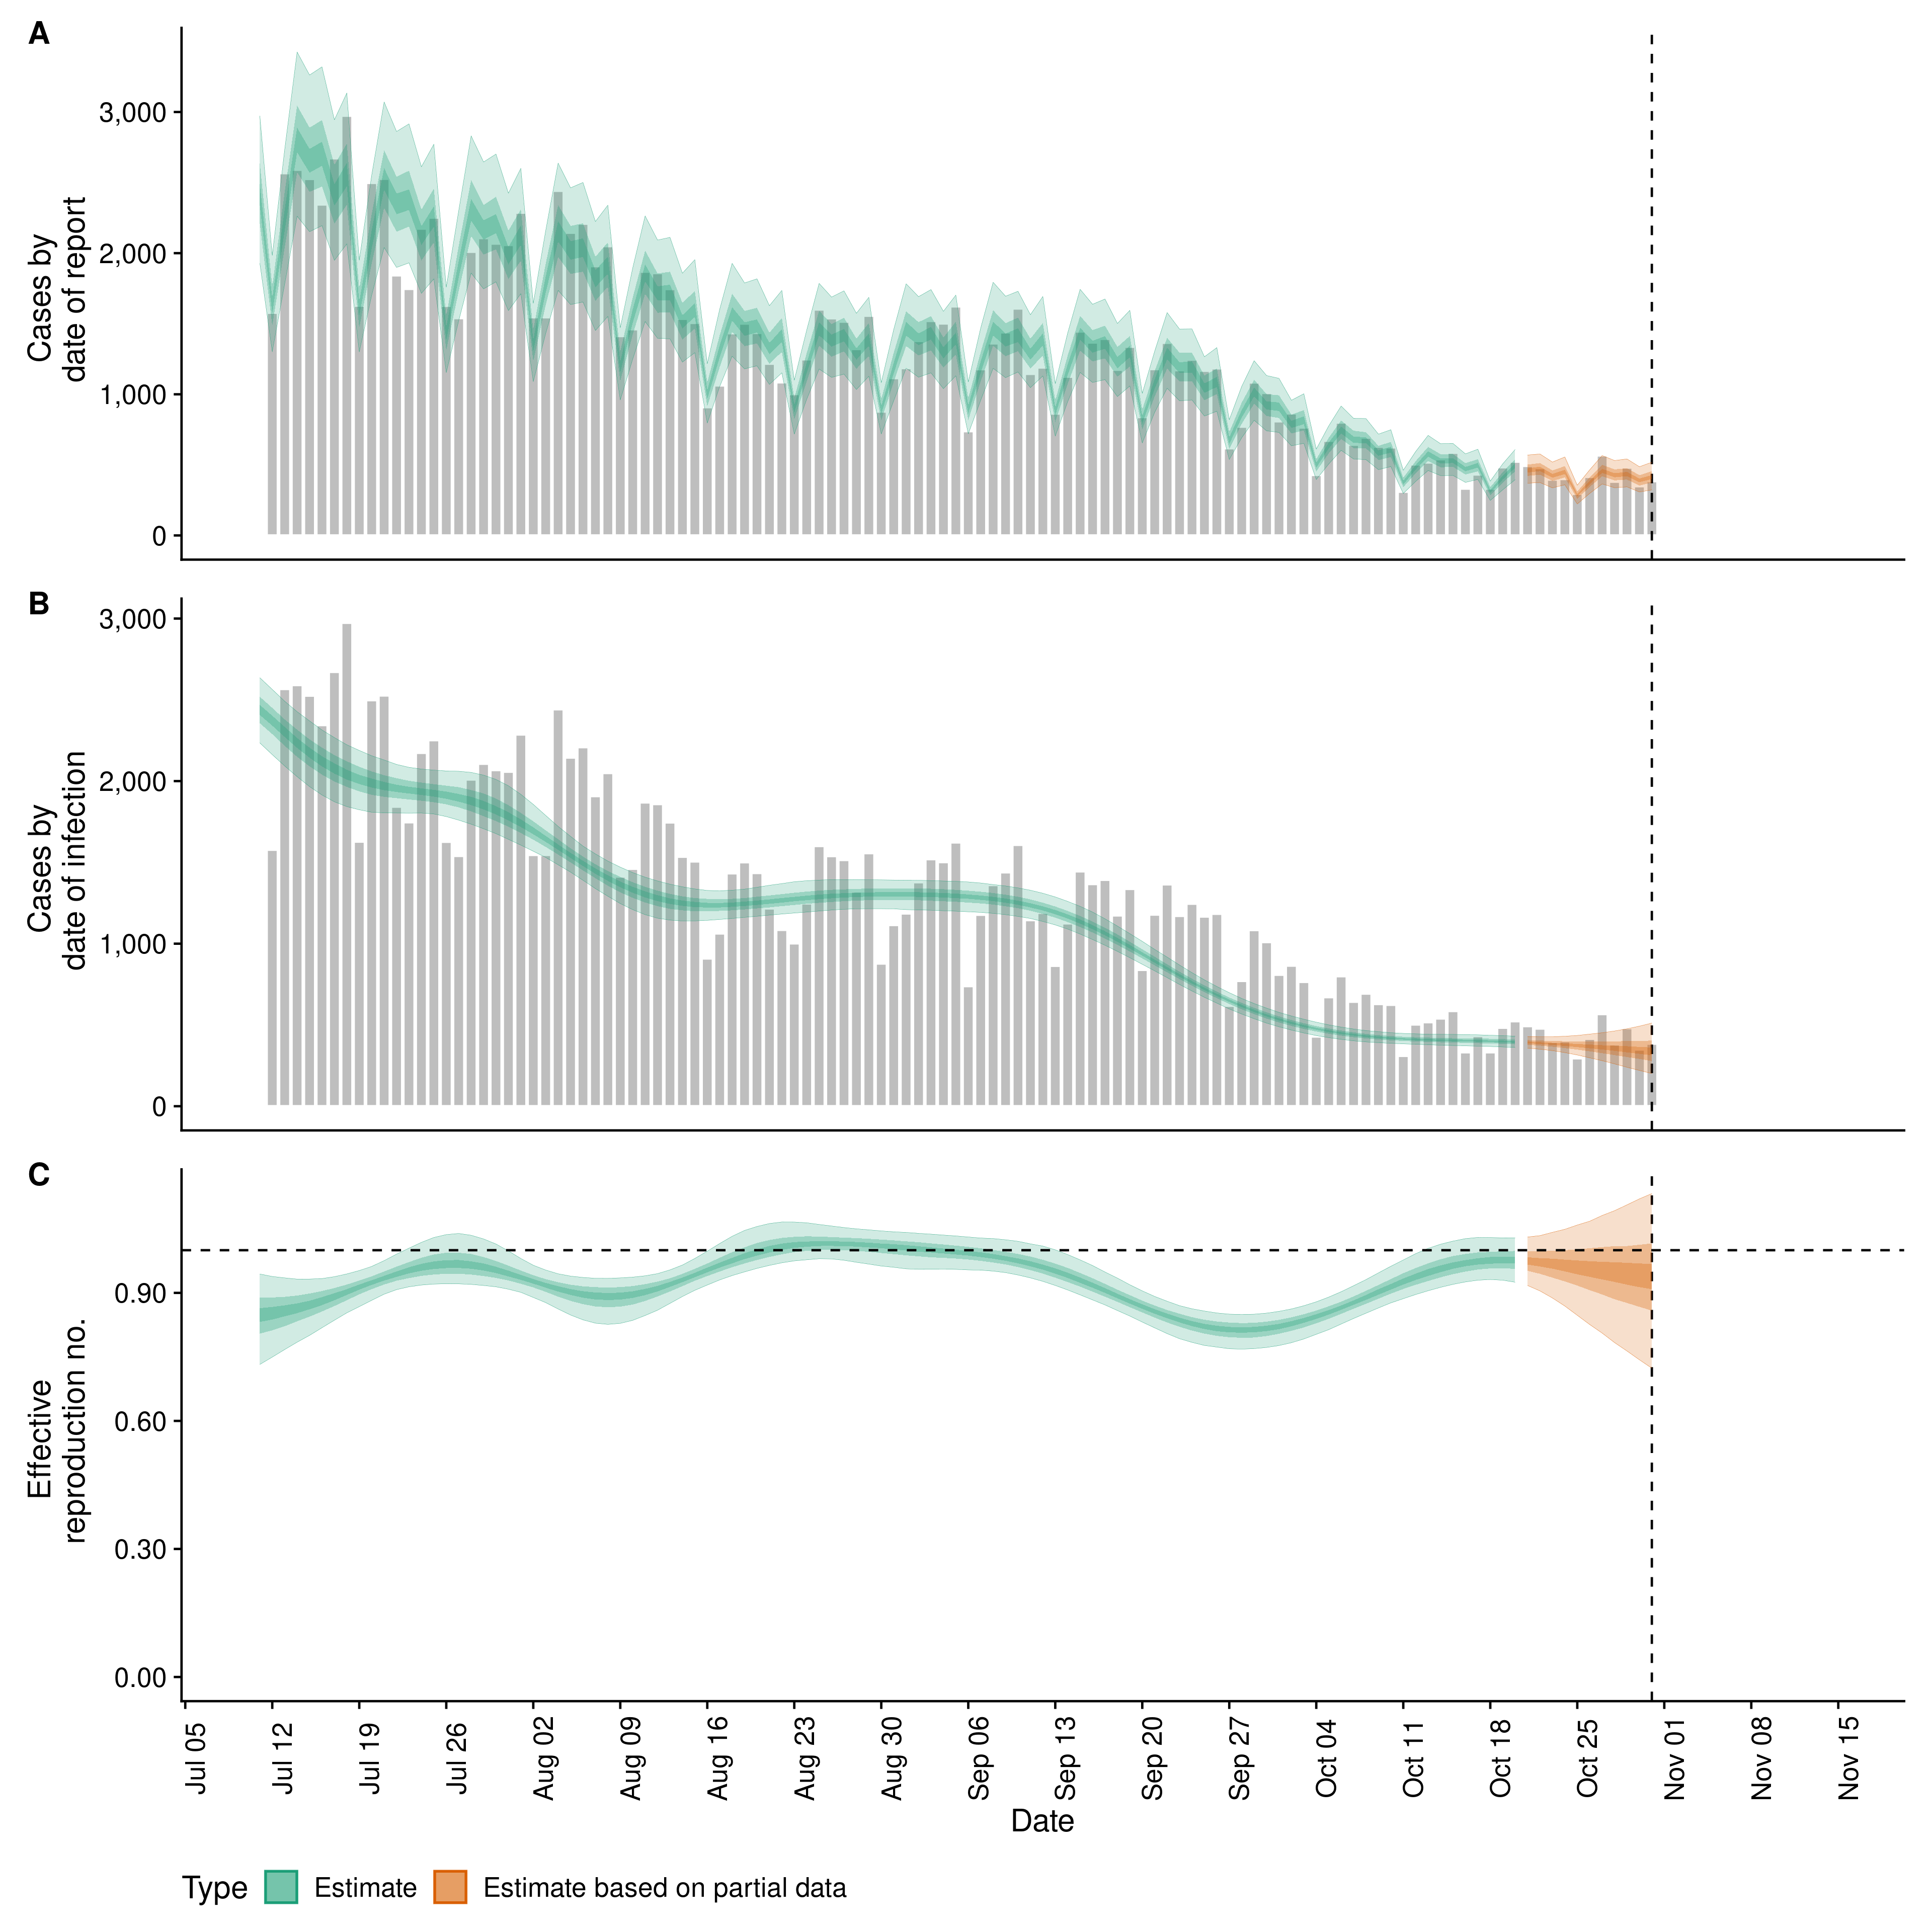 A
Cases by
date of report
3,000
2,000
1,000
0
B
Cases by
date of infection
3,000
2,000
1,000
0
C
Effective
reproduction no.
0.90
0.60
0.30
0.00
Jul 05
Jul 12
Jul 19
Jul 26
Aug 02
Aug 09
Aug 16
Aug 23
Aug 30
Sep 06
Sep 13
Sep 20
Sep 27
Oct 04
Oct 11
Oct 18
Oct 25
Nov 01
Nov 08
Nov 15
Date
Type
Estimate
Estimate based on partial data